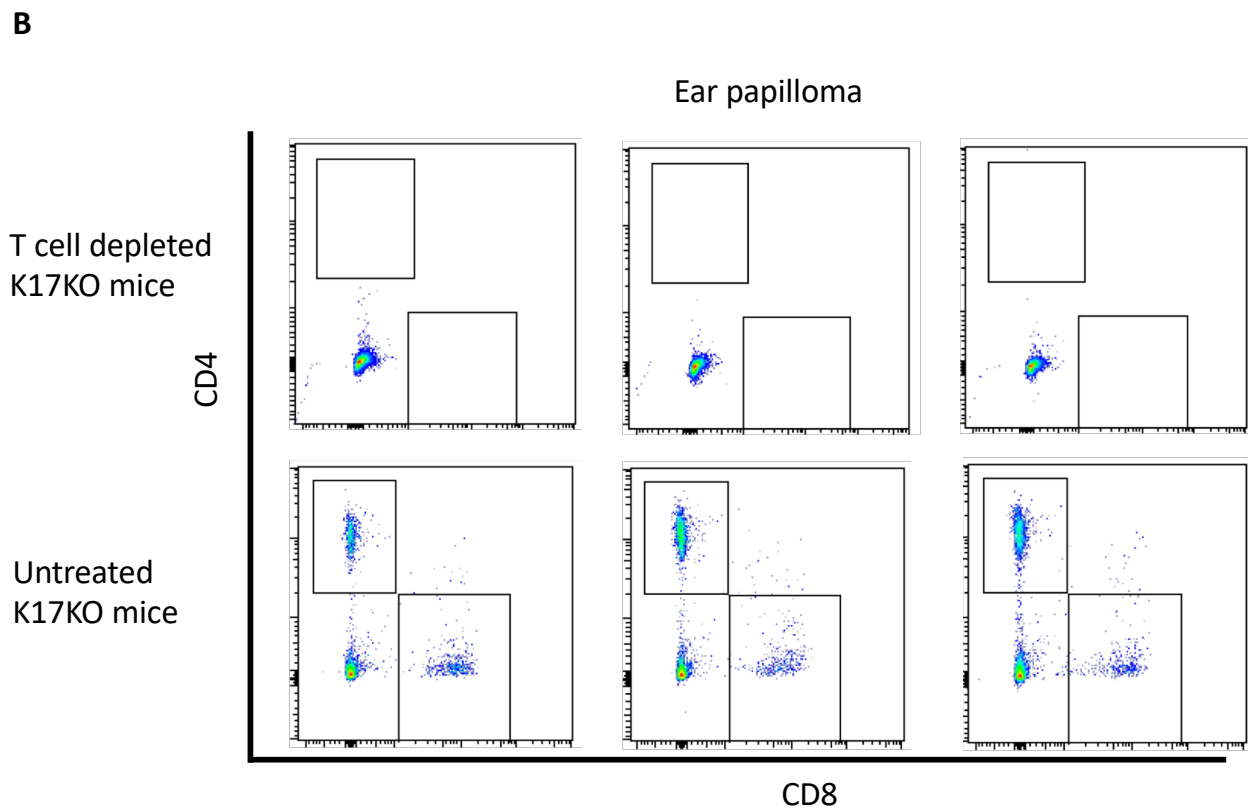 B
Ear papilloma
T cell depleted
K17KO mice
CD4
Untreated
K17KO mice
CD8